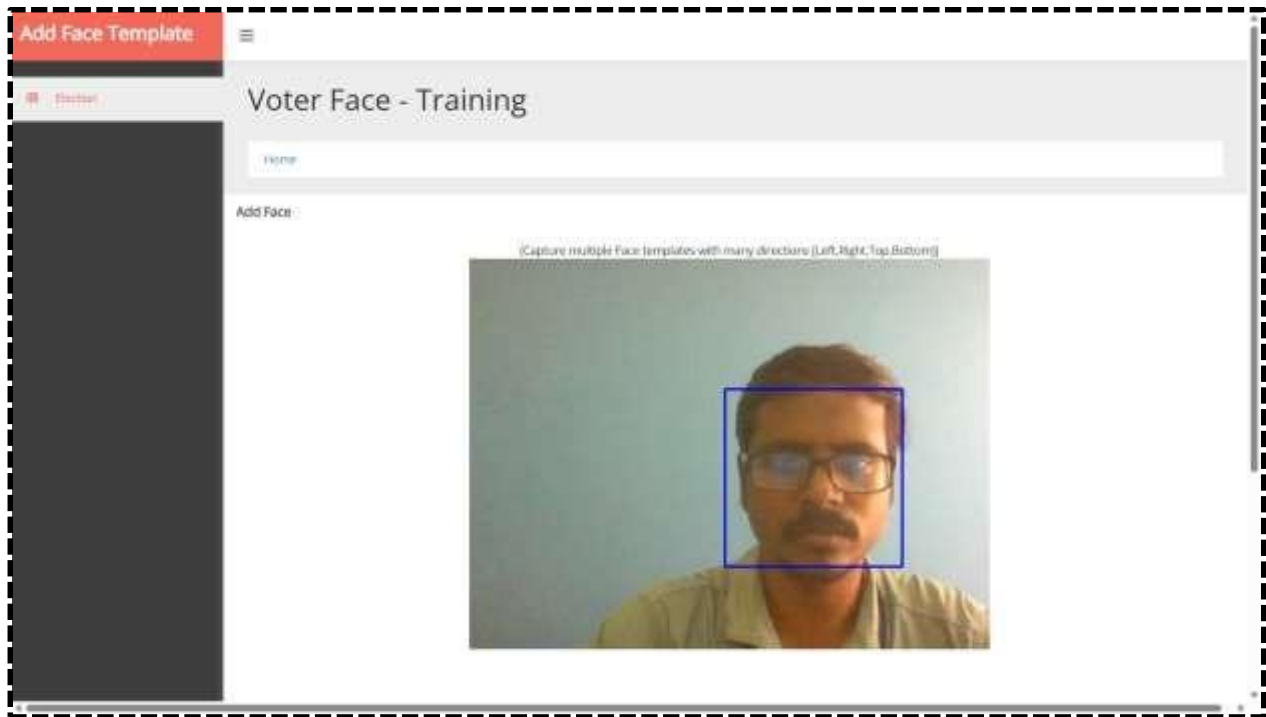 Add Face Template
Election
Voter Face - Training
Home
Add Face
(Capture multiple Face templates with many directions [Left,Right,Top,Bottom])